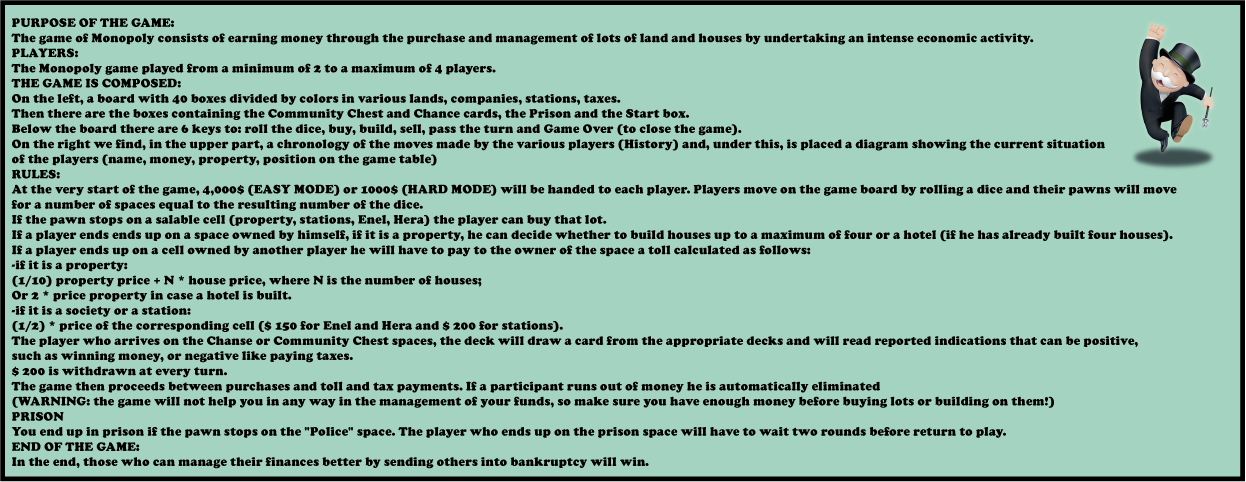 PURPOSE OF THE GAME:
The game of Monopoly consists of earning money through the purchase and management of lots of land and houses by undertaking an intense economic activity.
PLAYERS:
The Monopoly game played from a minimum of 2 to a maximum of 4 players.
THE GAME IS COMPOSED:
On the left, a board with 40 boxes divided by colors in various lands, companies, stations, taxes.
Then there are the boxes containing the Community Chest and Chance cards, the Prison and the Start box.
Below the board there are 6 keys to: roll the dice, buy, build, sell, pass the turn and Game Over (to close the game).
On the right we find, in the upper part, a chronology of the moves made by the various players (History) and, under this, is placed a diagram showing the current situation
of the players (name, money, property, position on the game table)
RULES:
At the very start of the game, 4,000$ (EASY MODE) or 1000$ (HARD MODE) will be handed to each player. Players move on the game board by rolling a dice and their pawns will move
for a number of spaces equal to the resulting number of the dice.
If the pawn stops on a salable cell (property, stations, Enel, Hera) the player can buy that lot.
If a player ends ends up on a space owned by himself, if it is a property, he can decide whether to build houses up to a maximum of four or a hotel (if he has already built four houses).
If a player ends up on a cell owned by another player he will have to pay to the owner of the space a toll calculated as follows:
-if it is a property:
(1/10) property price + N * house price, where N is the number of houses;
Or 2 * price property in case a hotel is built.
-if it is a society or a station:
(1/2) * price of the corresponding cell ($ 150 for Enel and Hera and $ 200 for stations).
The player who arrives on the Chanse or Community Chest spaces, the deck will draw a card from the appropriate decks and will read reported indications that can be positive,
such as winning money, or negative like paying taxes.
$ 200 is withdrawn at every turn.
The game then proceeds between purchases and toll and tax payments. If a participant runs out of money he is automatically eliminated
(WARNING: the game will not help you in any way in the management of your funds, so make sure you have enough money before buying lots or building on them!)
PRISON
You end up in prison if the pawn stops on the "Police" space. The player who ends up on the prison space will have to wait two rounds before return to play.
END OF THE GAME:
In the end, those who can manage their finances better by sending others into bankruptcy will win.